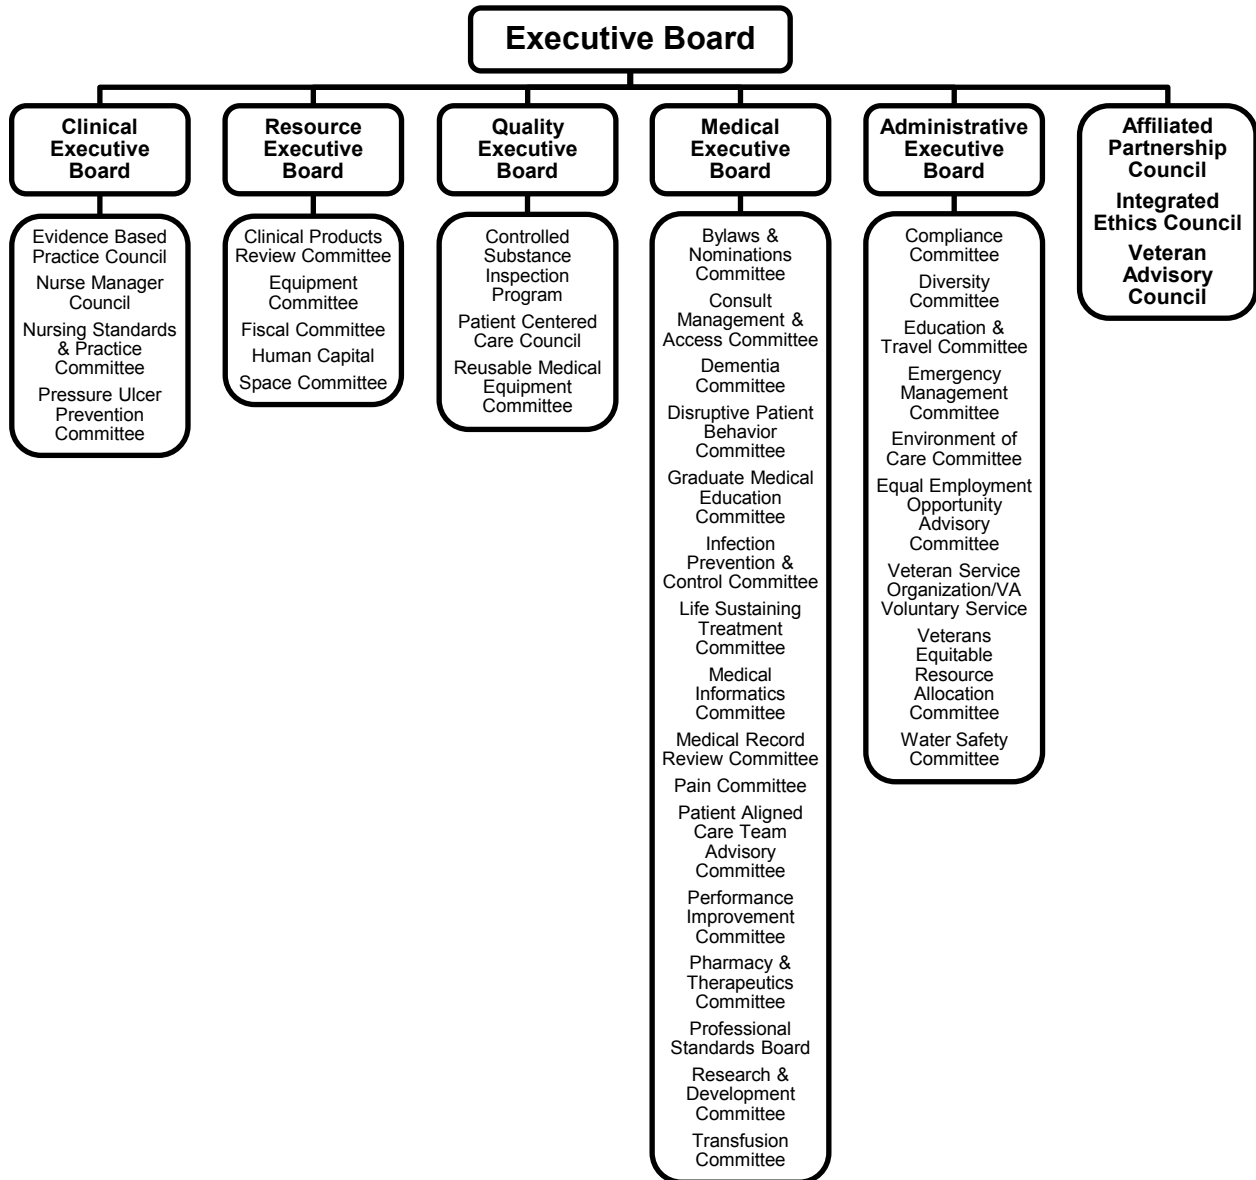 Executive Board
Clinical
Executive
Board
Resource
Executive
Board
Quality
Executive
Board
Medical
Executive
Board
Administrative
Executive
Board
Affiliated
Partnership
Council
Integrated
Ethics Council
Veteran
Advisory
Council
Evidence Based
Practice Council
Nurse Manager
Council
Nursing Standards
& Practice
Committee
Pressure Ulcer
Prevention
Committee
Clinical Products
Review Committee
Equipment
Committee
Fiscal Committee
Human Capital
Space Committee
Controlled
Substance
Inspection
Program
Patient Centered
Care Council
Reusable Medical
Equipment
Committee
Bylaws &
Nominations
Committee
Consult
Management &
Access Committee
Dementia
Committee
Disruptive Patient
Behavior
Committee
Graduate Medical
Education
Committee
Infection
Prevention &
Control Committee
Life Sustaining
Treatment
Committee
Medical
Informatics
Committee
Medical Record
Review Committee
Pain Committee
Patient Aligned
Care Team
Advisory
Committee
Performance
Improvement
Committee
Pharmacy &
Therapeutics
Committee
Professional
Standards Board
Research &
Development
Committee
Transfusion
Committee
Compliance
Committee
Diversity
Committee
Education &
Travel Committee
Emergency
Management
Committee
Environment of
Care Committee
Equal Employment
Opportunity
Advisory
Committee
Veteran Service
Organization/VA
Voluntary Service
Veterans
Equitable
Resource
Allocation
Committee
Water Safety
Committee